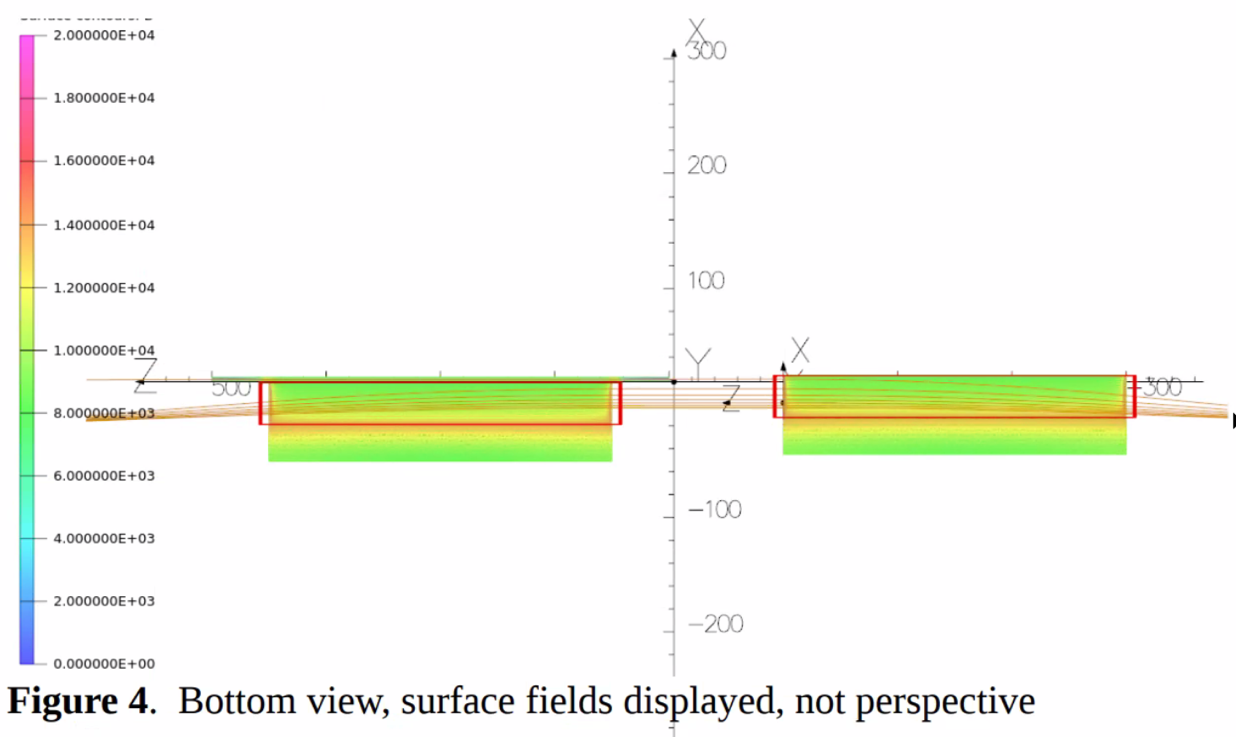 2.000000E+04
1.800000E+04
1.600000E+04
1.400000E+04
1.200000E+04
1.000000E+04
8.000000E+03
6.000000E+03
4.000000E+03
2.000000E+03
0.000000E+00
X
300
200
100
Y
X
Z
500
Z
−300
−100
−200
Figure 4. Bottom view, surface fields displayed, not perspective